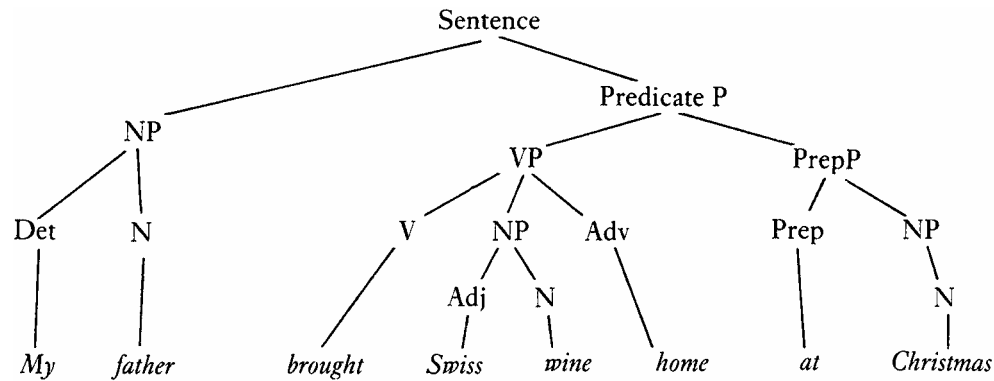 Sentence
Predicate P
NP
VP PrepP
Det N V NP Adv Prep NP
Adj N N
My father brought Swiss wine home at Christmas